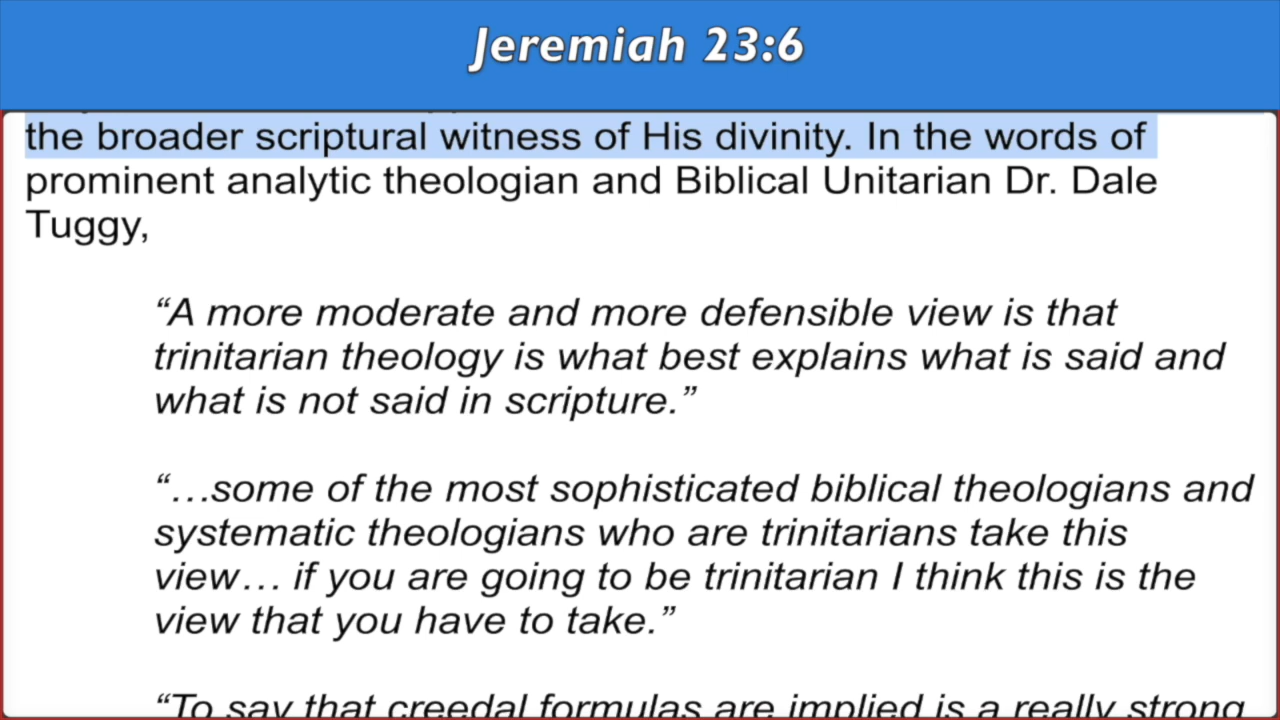 Jeremiah 23:6
the broader scriptural witness of His divinity. In the words of
prominent analytic theologian and Biblical Unitarian Dr. Dale
Tuggy,
“A more moderate and more defensible view is that
trinitarian theology is what best explains what is said and
what is not said in scripture.”
“…some of the most sophisticated biblical theologians and
systematic theologians who are trinitarians take this
view… if you are going to be trinitarian I think this is the
view that you have to take.”
“To say that creedal formulas are implied is a really strong